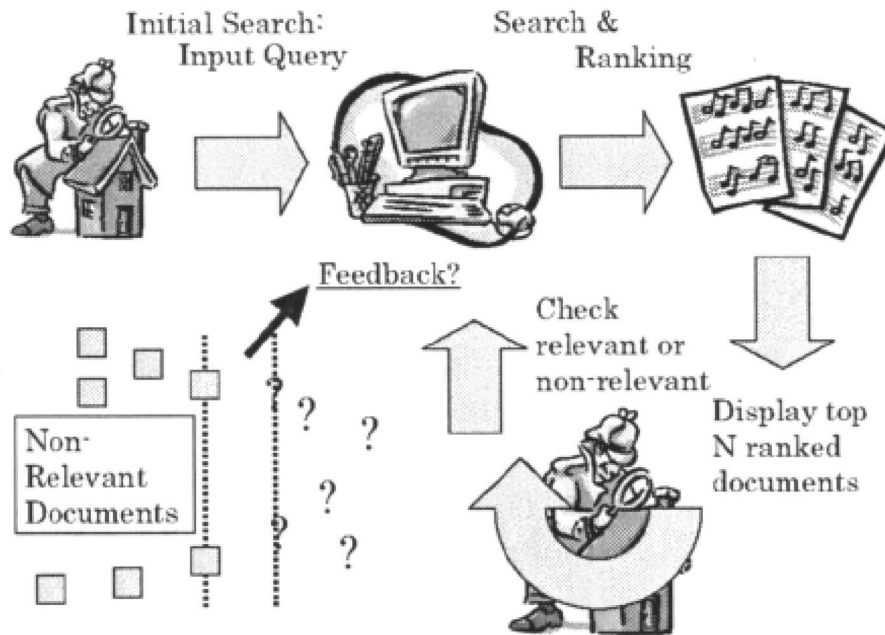 Initial Search:
Input Query
Search &
Ranking
Feedback?
Check
relevant or
non-relevant
Display top
N ranked
documents
Non-
Relevant
Documents
?
?
?
?
?
?